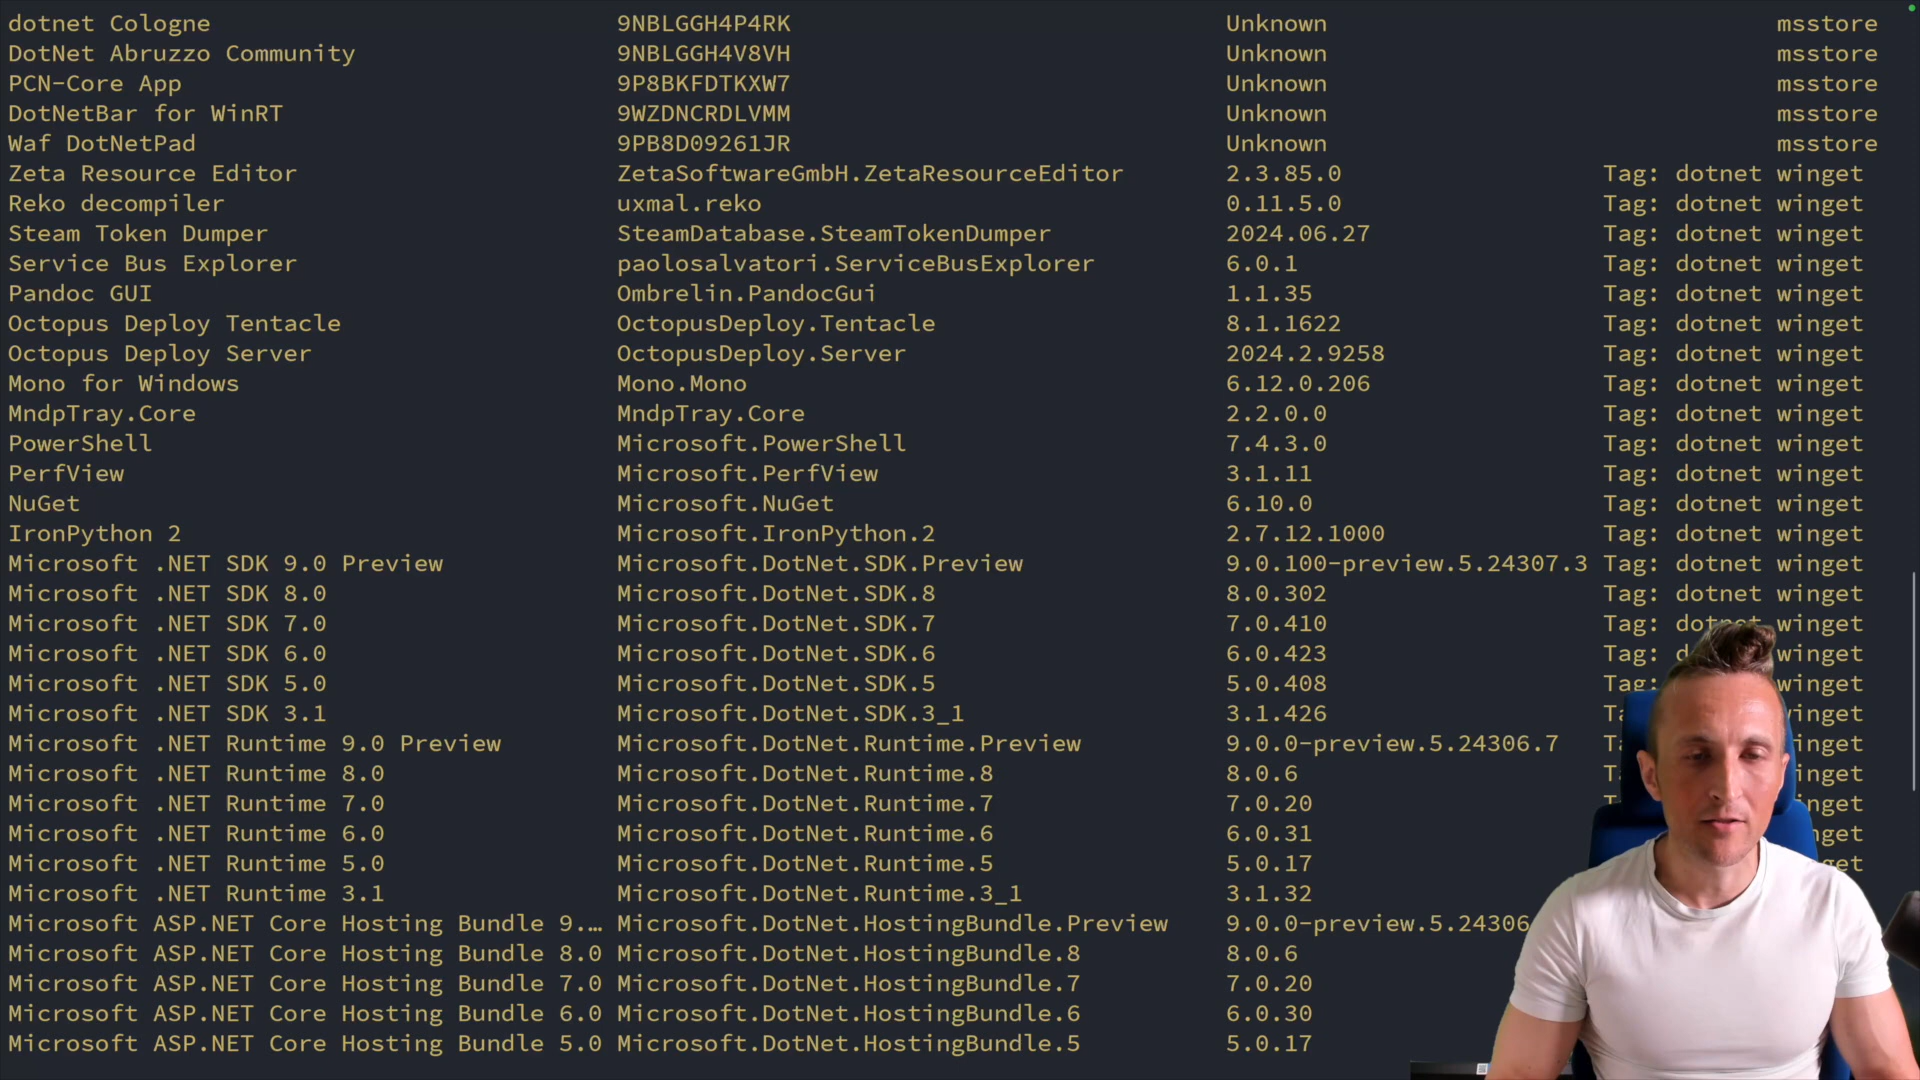 dotnet Cologne 9NBLGGH4P4RK Unknown msstore
DotNet Abruzzo Community 9NBLGGH4V8VH Unknown msstore
PCN-Core App 9P8BKFDTKXW7 Unknown msstore
DotNetBar for WinRT 9WZDNCRDLVMM Unknown msstore
Waf DotNetPad 9PB8D09261JR Unknown msstore
Zeta Resource Editor ZetaSoftwareGmbH.ZetaResourceEditor 2.3.85.0 Tag: dotnet winget
Reko decompiler uxmal.reko 0.11.5.0 Tag: dotnet winget
Steam Token Dumper SteamDatabase.SteamTokenDumper 2024.06.27 Tag: dotnet winget
Service Bus Explorer paolosalvatori.ServiceBusExplorer 6.0.1 Tag: dotnet winget
Pandoc GUI Ombrelin.PandocGui 1.1.35 Tag: dotnet winget
Octopus Deploy Tentacle OctopusDeploy.Tentacle 8.1.1622 Tag: dotnet winget
Octopus Deploy Server OctopusDeploy.Server 2024.2.9258 Tag: dotnet winget
Mono for Windows Mono.Mono 6.12.0.206 Tag: dotnet winget
MndpTray.Core MndpTray.Core 2.2.0.0 Tag: dotnet winget
PowerShell Microsoft.PowerShell 7.4.3.0 Tag: dotnet winget
PerfView Microsoft.PerfView 3.1.11 Tag: dotnet winget
NuGet Microsoft.NuGet 6.10.0 Tag: dotnet winget
IronPython 2 Microsoft.IronPython.2 2.7.12.1000 Tag: dotnet winget
Microsoft .NET SDK 9.0 Preview Microsoft.DotNet.SDK.Preview 9.0.100-preview.5.24307.3 Tag: dotnet winget
Microsoft .NET SDK 8.0 Microsoft.DotNet.SDK.8 8.0.302 Tag: dotnet winget
Microsoft .NET SDK 7.0 Microsoft.DotNet.SDK.7 7.0.410 Tag: dotnet winget
Microsoft .NET SDK 6.0 Microsoft.DotNet.SDK.6 6.0.423 Tag: winget
Microsoft .NET SDK 5.0 Microsoft.DotNet.SDK.5 5.0.408 Tag: winget
Microsoft .NET SDK 3.1 Microsoft.DotNet.SDK.3_1 3.1.426
Microsoft .NET Runtime 9.0 Preview Microsoft.DotNet.Runtime.Preview 9.0.0-preview.5.24306.7
Microsoft .NET Runtime 8.0 Microsoft.DotNet.Runtime.8 8.0.6
Microsoft .NET Runtime 7.0 Microsoft.DotNet.Runtime.7 7.0.20
Microsoft .NET Runtime 6.0 Microsoft.DotNet.Runtime.6 6.0.31
Microsoft .NET Runtime 5.0 Microsoft.DotNet.Runtime.5 5.0.17
Microsoft .NET Runtime 3.1 Microsoft.DotNet.Runtime.3_1 3.1.32
Microsoft ASP.NET Core Hosting Bundle 9.… Microsoft.DotNet.HostingBundle.Preview 9.0.0-preview.5.24306
Microsoft ASP.NET Core Hosting Bundle 8.0 Microsoft.DotNet.HostingBundle.8 8.0.6
Microsoft ASP.NET Core Hosting Bundle 7.0 Microsoft.DotNet.HostingBundle.7 7.0.20
Microsoft ASP.NET Core Hosting Bundle 6.0 Microsoft.DotNet.HostingBundle.6 6.0.30
Microsoft ASP.NET Core Hosting Bundle 5.0 Microsoft.DotNet.HostingBundle.5 5.0.17